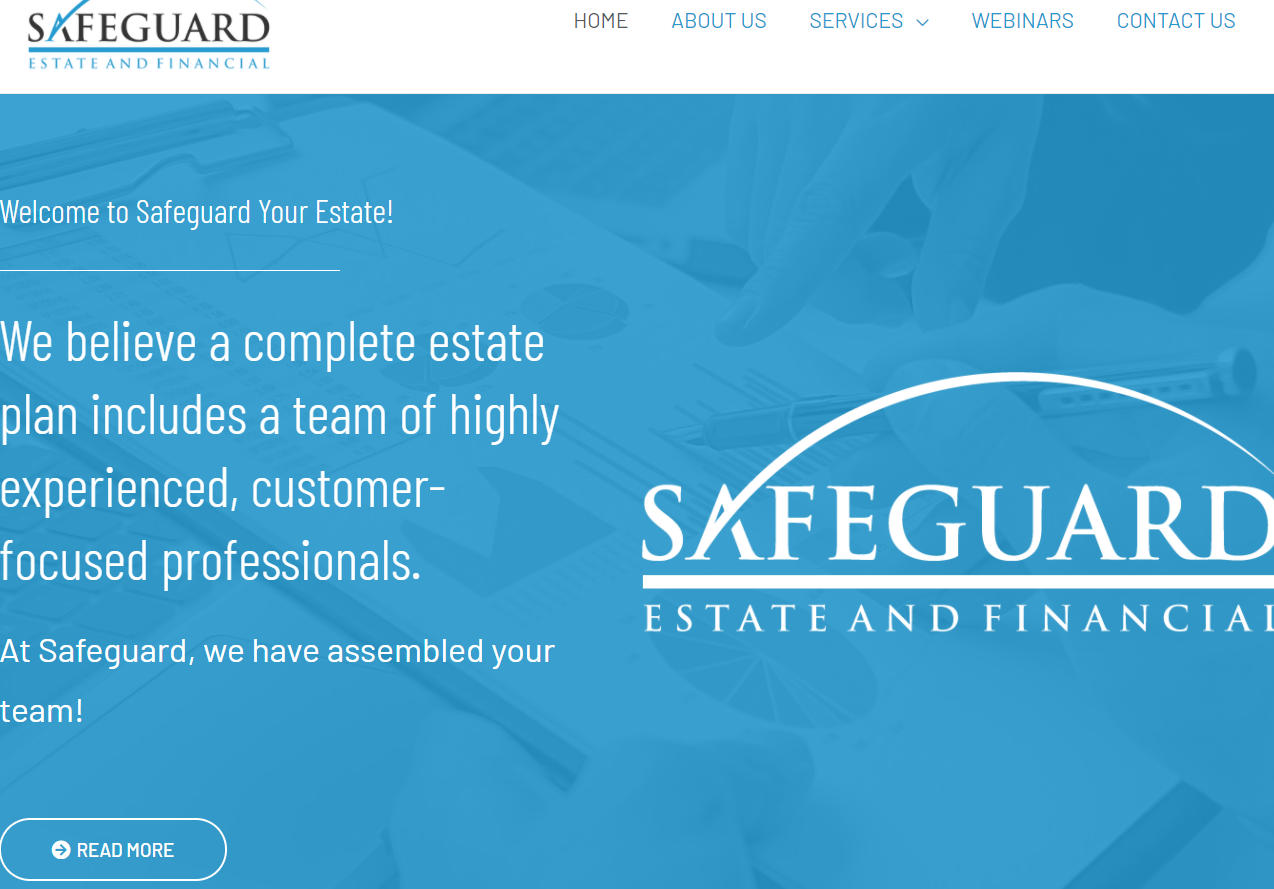 SAFEGUARD
ESTATE AND FINANCIAL
HOME ABOUT US SERVICES WEBINARS CONTACT US
Welcome to Safeguard Your Estate!
We believe a complete estate
plan includes a team of highly
experienced, customer-
focused professionals.
At Safeguard, we have assembled your
team!
READ MORE
SAFEGUARD
ESTATE AND FINANCIAL